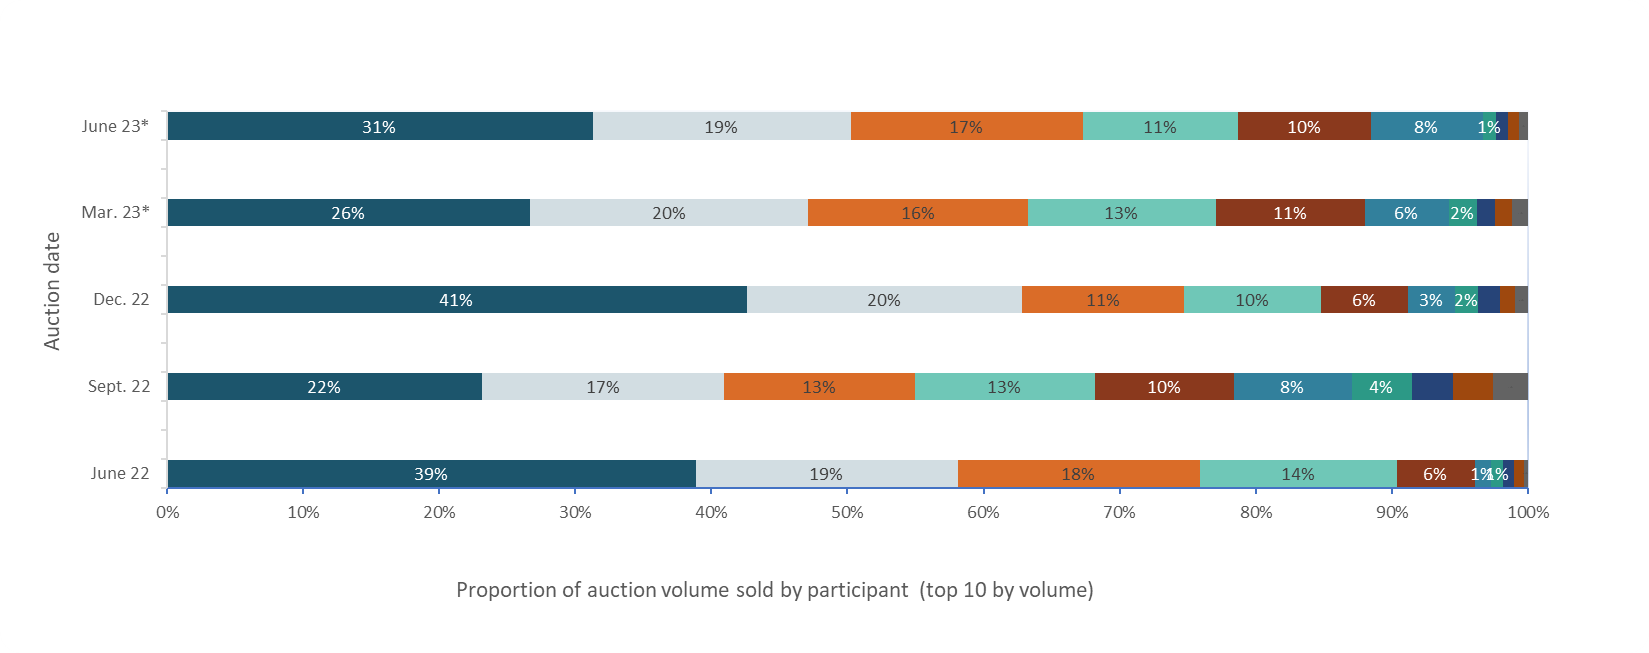 June 23* 31% 19% 17% 11% 10% 8% 1%
Mar. 23* 26% 20% 16% 13% 11% 6% 2%
Dec. 22 41% 20% 11% 10% 6% 3% 2%
Sept. 22 22% 17% 13% 13% 10% 8% 4%
June 22 39% 19% 18% 14% 6% 1% 1%
0% 10% 20% 30% 40% 50% 60% 70% 80% 90% 100%
Auction date
Proportion of auction volume sold by participant (top 10 by volume)